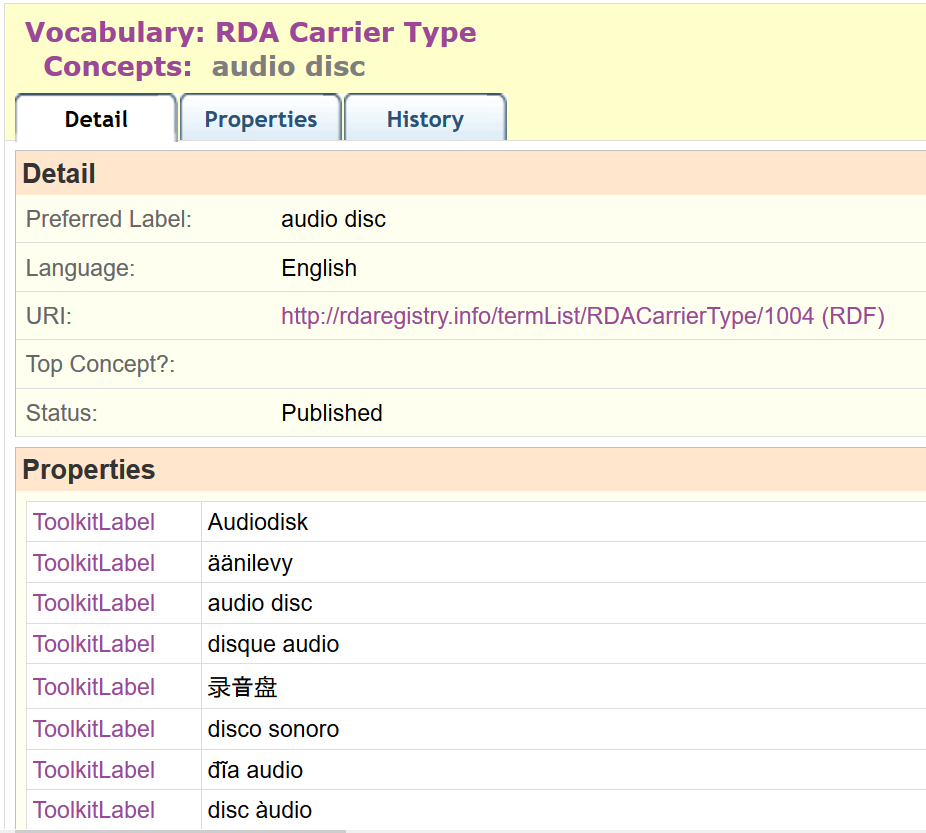 Vocabulary: RDA Carrier Type
Concepts: audio disc
Detail Properties History
Detail
Preferred Label: audio disc
Language: English
URI: http://rdaregistry.info/termList/RDACarrierType/1004 (RDF)
Top Concept?:
Status: Published
Properties
ToolkitLabel Audiodisk
ToolkitLabel äänilevy
ToolkitLabel audio disc
ToolkitLabel disque audio
ToolkitLabel 录音盘
ToolkitLabel disco sonoro
ToolkitLabel đĩa audio
ToolkitLabel disc àudio